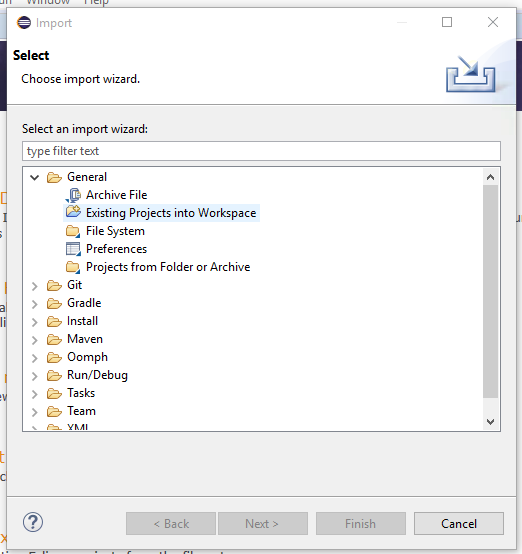 Window Help
Import
Select
Choose import wizard.
Select an import wizard:
type filter text
General
Archive File
Existing Projects into Workspace
File System
Preferences
Projects from Folder or Archive
Git
Gradle
Install
Maven
Oomph
Run/Debug
Tasks
Team
XML
?
< Back
Next >
Finish
Cancel